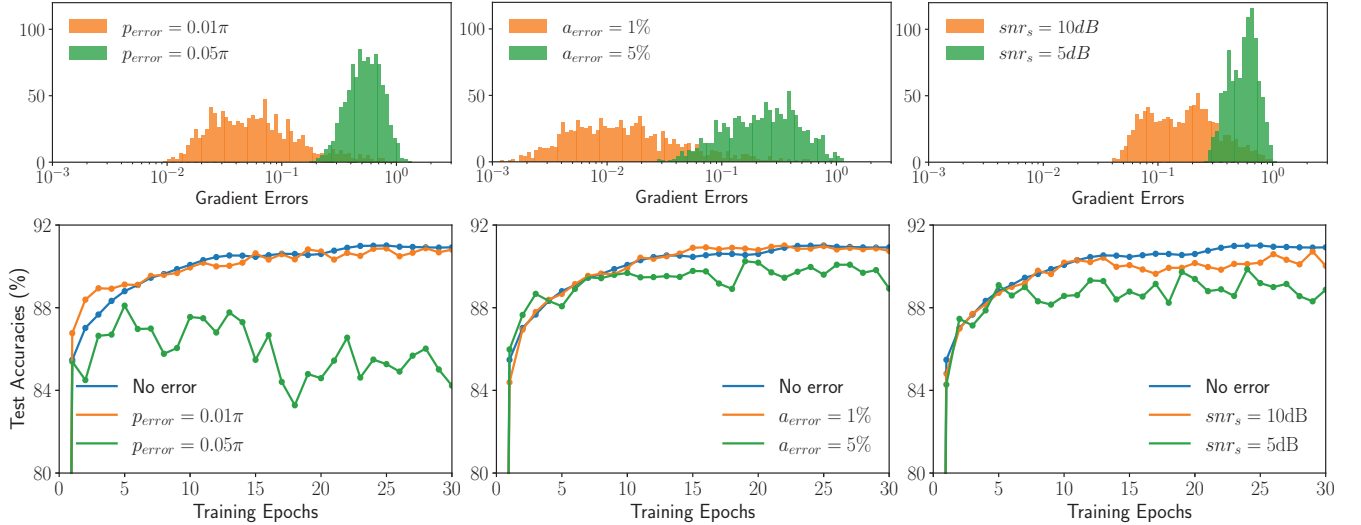 100
50
0
p_error = 0.01π
p_error = 0.05π
10^−3 10^−2 10^−1 10^0
Gradient Errors
100
50
0
a_error = 1%
a_error = 5%
10^−3 10^−2 10^−1 10^0
Gradient Errors
100
50
0
snr_s = 10dB
snr_s = 5dB
10^−3 10^−2 10^−1 10^0
Gradient Errors
Test Accuracies (%)
92
88
84
80
No error
p_error = 0.01π
p_error = 0.05π
0 5 10 15 20 25 30
Training Epochs
92
88
84
80
No error
a_error = 1%
a_error = 5%
0 5 10 15 20 25 30
Training Epochs
92
88
84
80
No error
snr_s = 10dB
snr_s = 5dB
0 5 10 15 20 25 30
Training Epochs